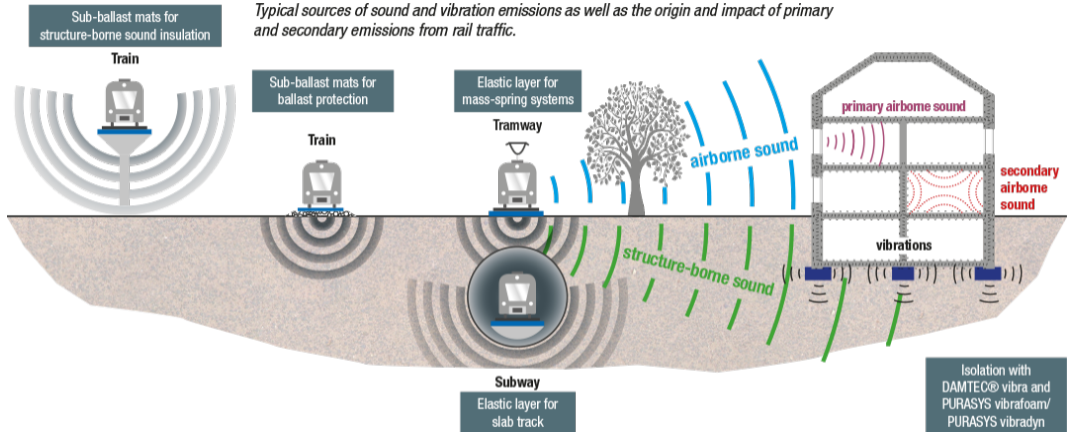 Typical sources of sound and vibration emissions as well as the origin and impact of primary
and secondary emissions from rail traffic.
Sub-ballast mats for
structure-borne sound insulation
Train
Sub-ballast mats for
ballast protection
Train
Elastic layer for
mass-spring systems
Tramway
airborne sound
primary airborne sound
secondary
airborne
sound
vibrations
structure-borne sound
Subway
Elastic layer for
slab track
Isolation with
DAMTEC® vibra and
PURASYS vibrafoam/
PURASYS vibradyn